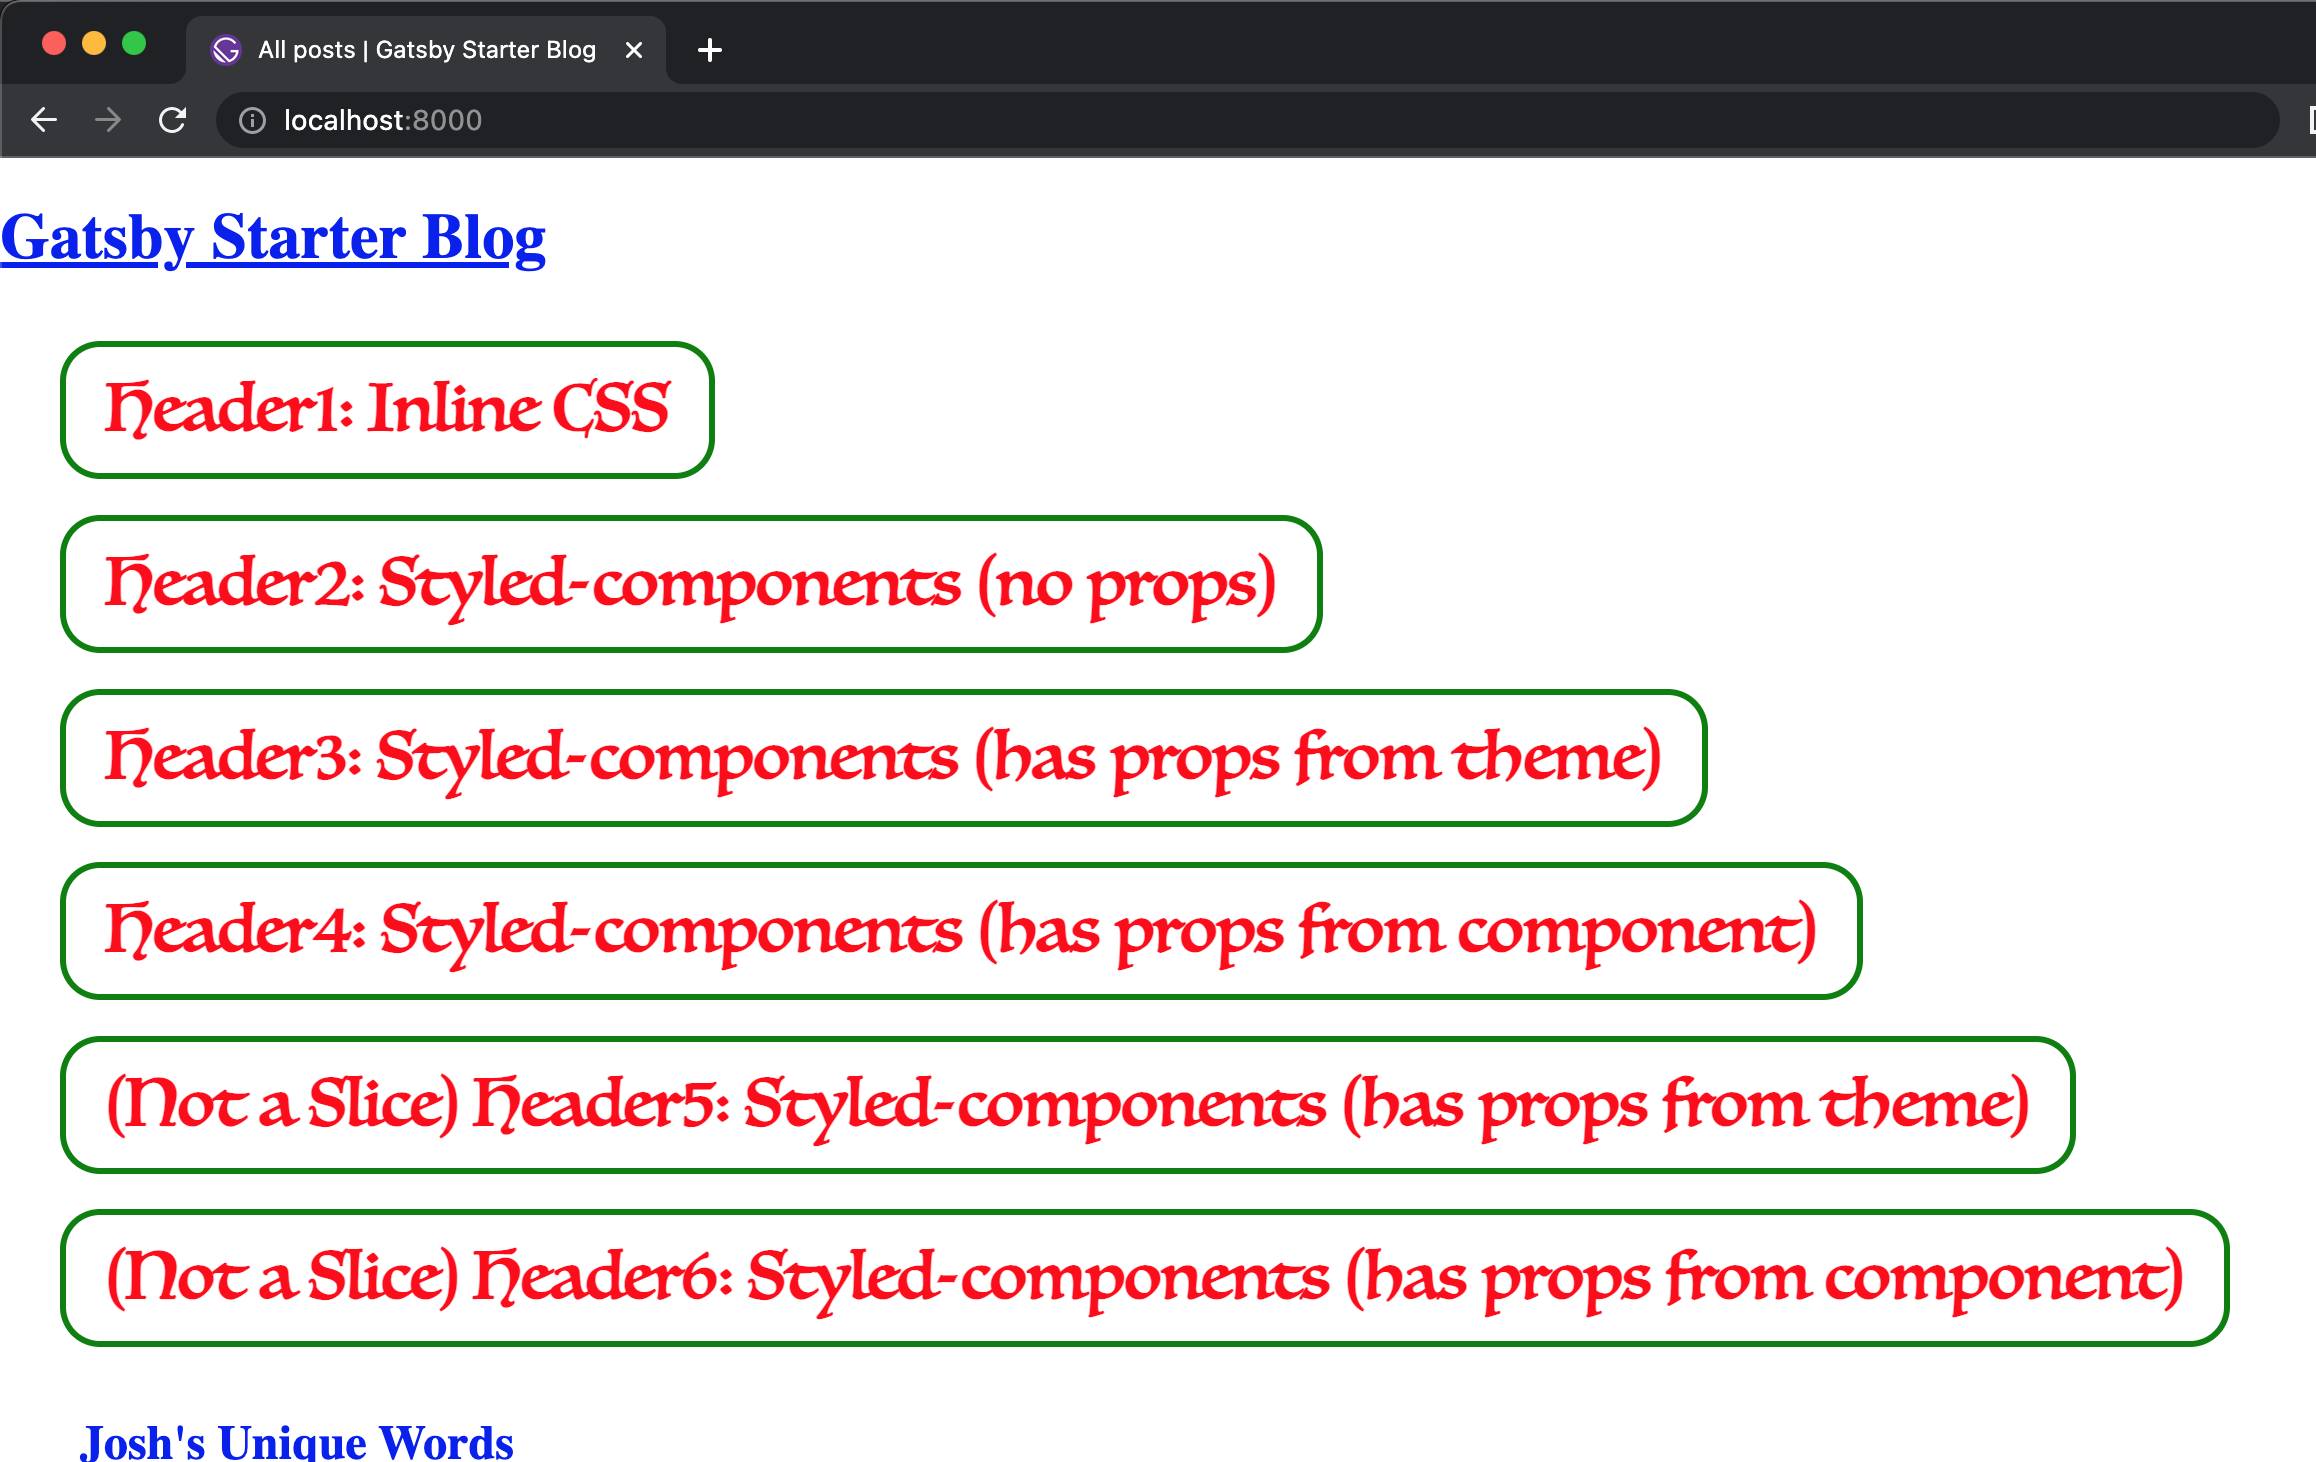 All posts | Gatsby Starter Blog
localhost:8000
Gatsby Starter Blog
Header1: Inline CSS
Header2: Styled-components (no props)
Header3: Styled-components (has props from theme)
Header4: Styled-components (has props from component)
(Not a Slice) Header5: Styled-components (has props from theme)
(Not a Slice) Header6: Styled-components (has props from component)
Josh's Unique Words